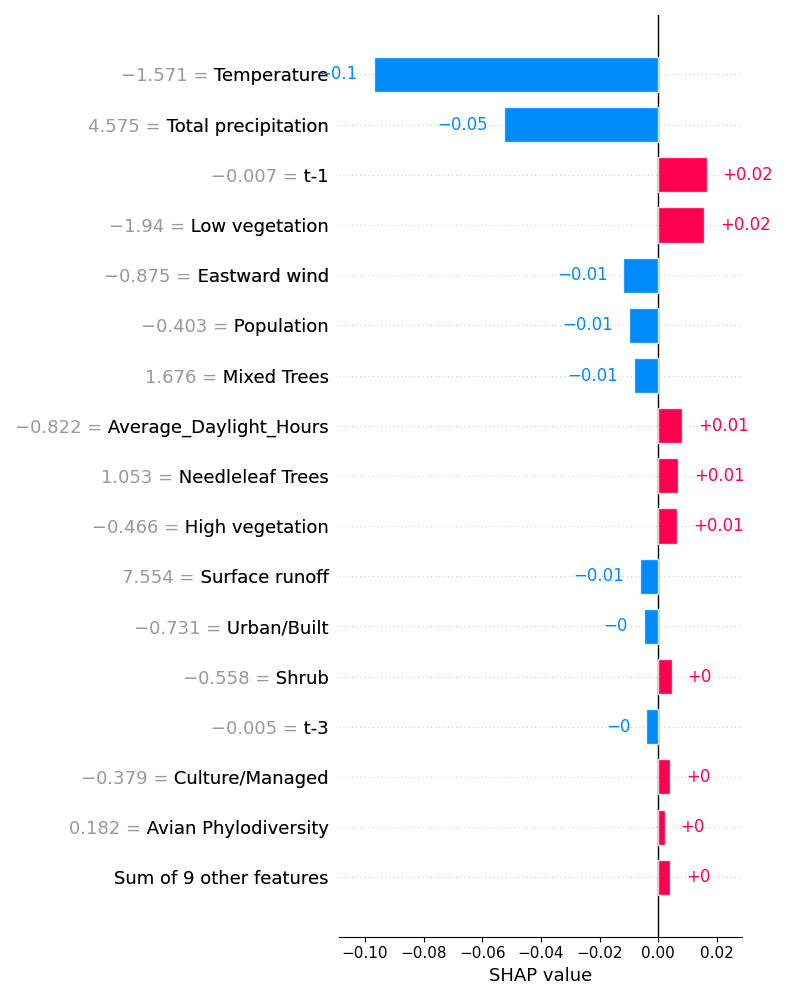 −1.571 = Temperature −0.1
4.575 = Total precipitation −0.05
−0.007 = t-1 +0.02
−1.94 = Low vegetation +0.02
−0.875 = Eastward wind −0.01
−0.403 = Population −0.01
1.676 = Mixed Trees −0.01
−0.822 = Average_Daylight_Hours +0.01
1.053 = Needleleaf Trees +0.01
−0.466 = High vegetation +0.01
7.554 = Surface runoff −0.01
−0.731 = Urban/Built −0
−0.558 = Shrub +0
−0.005 = t-3 −0
−0.379 = Culture/Managed +0
0.182 = Avian Phylodiversity +0
Sum of 9 other features +0
−0.10 −0.08 −0.06 −0.04 −0.02 0.00 0.02
SHAP value